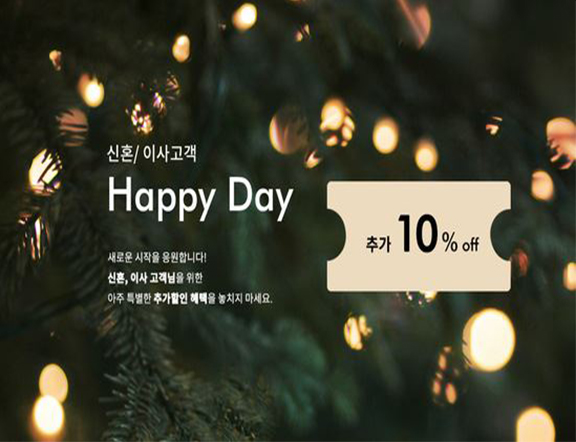 신혼/ 이사고객
Happy Day
새로운 시작을 응원합니다!
신혼, 이사 고객님을 위한
아주 특별한 추가할인 혜택을 놓치지 마세요.
추가 10% off